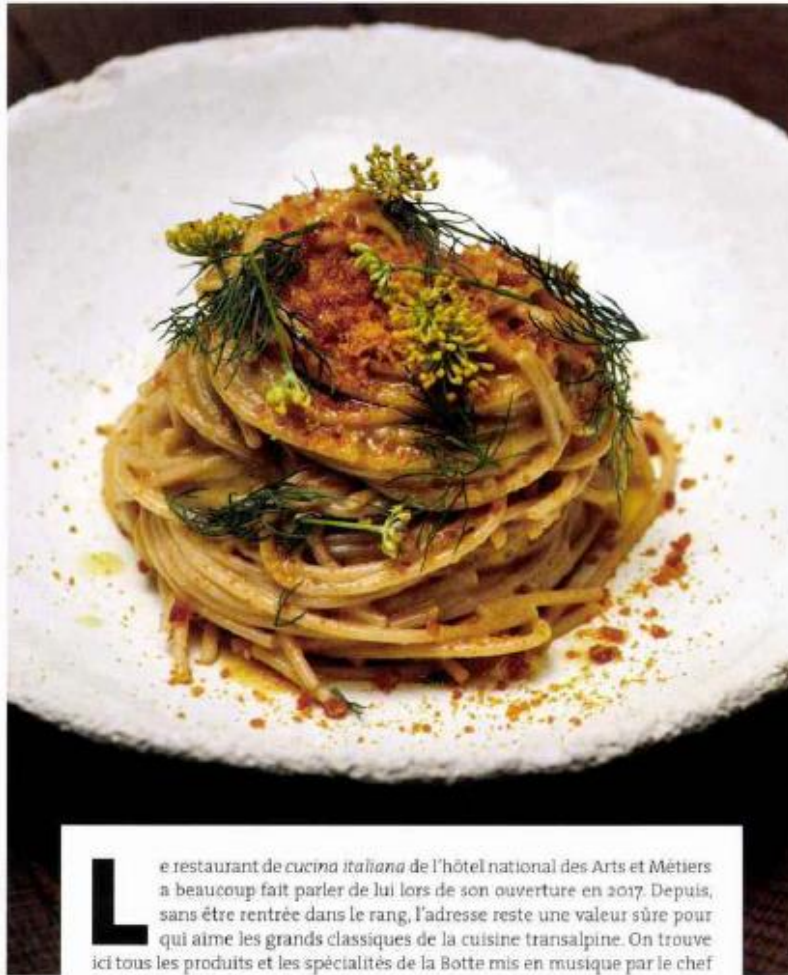 Le restaurant de cucina italiana de l'hôtel national des Arts et Métiers
a beaucoup fait parler de lui lors de son ouverture en 2017. Depuis,
sans être rentrée dans le rang, l'adresse reste une valeur sûre pour
qui aime les grands classiques de la cuisine transalpine. On trouve
ici tous les produits et les spécialités de la Botte mis en musique par le chef